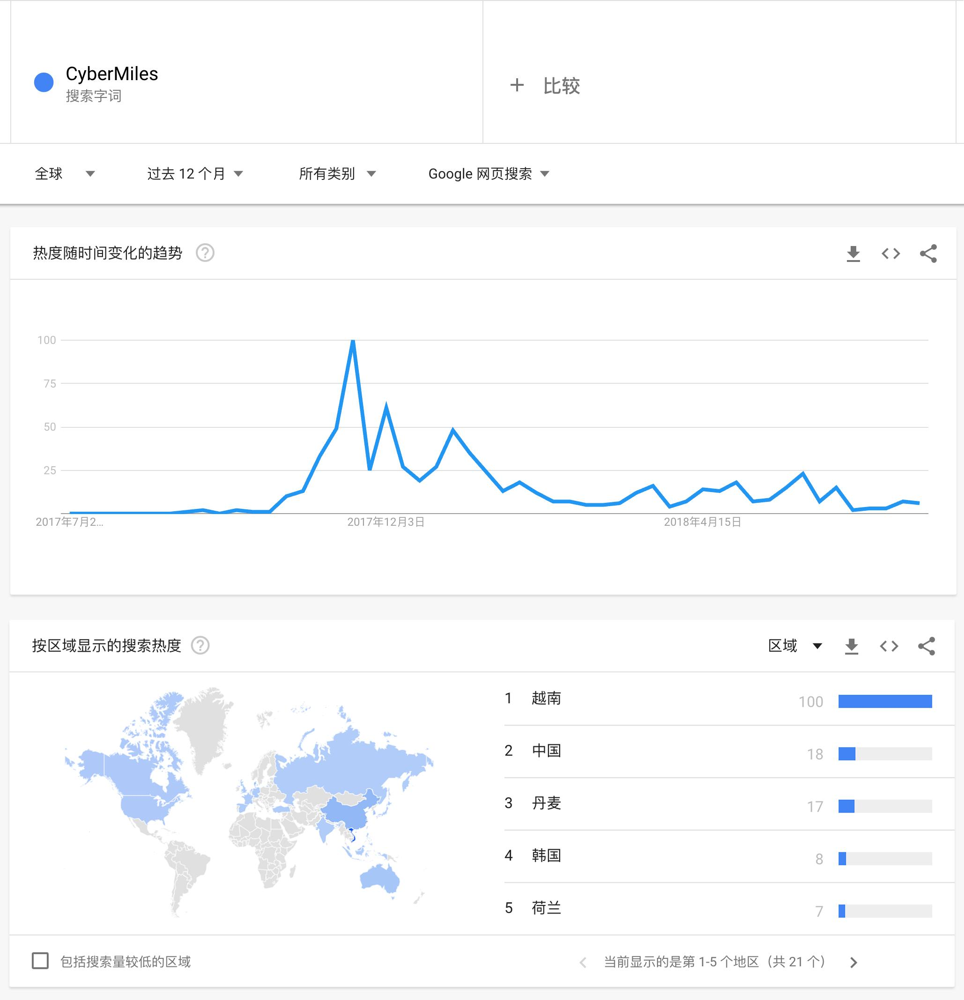 CyberMiles
搜索字词
+ 比较
全球 过去 12 个月 所有类别 Google 网页搜索
热度随时间变化的趋势 ?
100
75
50
25
2017年7月2... 2017年12月3日 2018年4月15日
按区域显示的搜索热度 ? 区域
1 越南 100
2 中国 18
3 丹麦 17
4 韩国 8
5 荷兰 7
包括搜索量较低的区域 当前显示的是第 1-5 个地区（共 21 个）